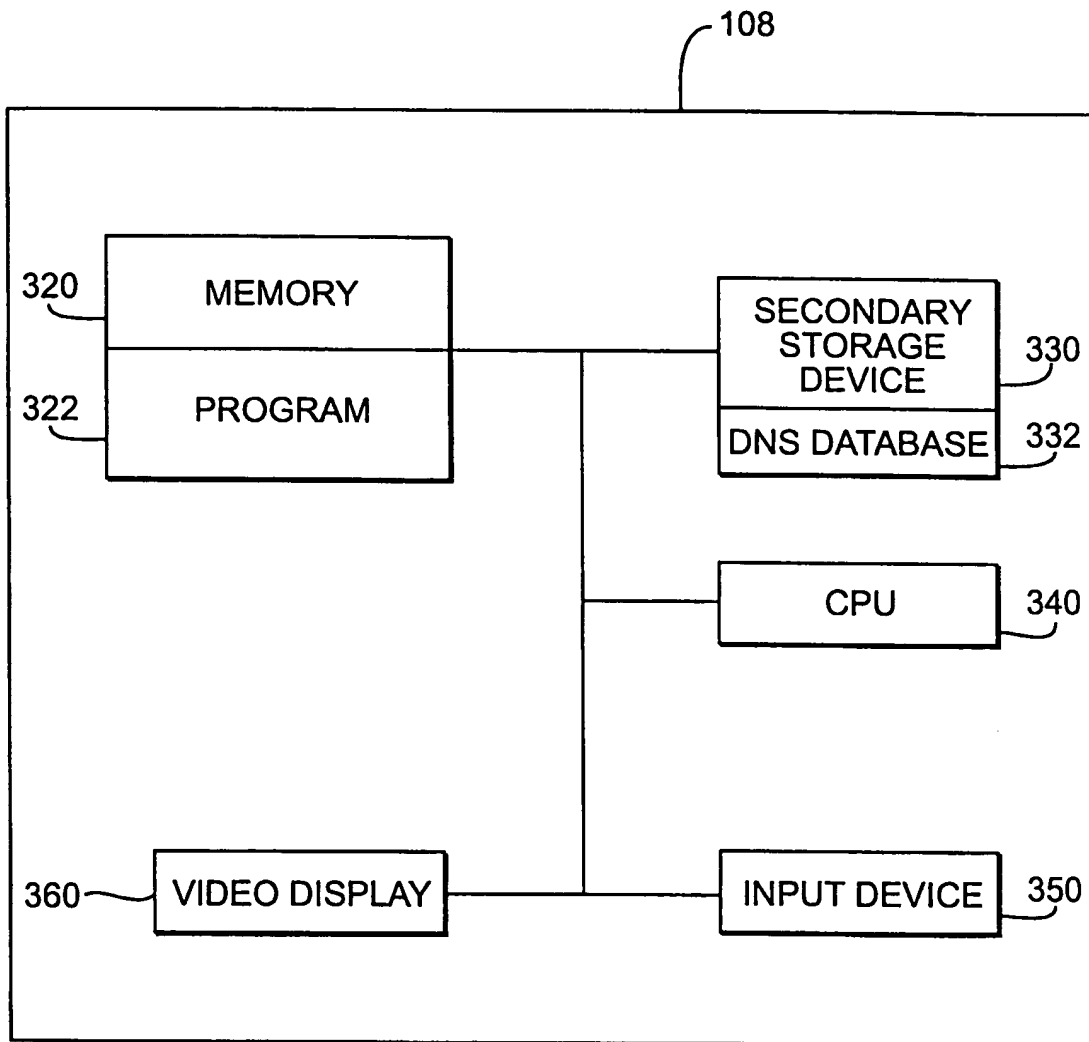 108
320
MEMORY
322
PROGRAM
SECONDARY
STORAGE
DEVICE
330
DNS DATABASE
332
CPU
340
360
VIDEO DISPLAY
INPUT DEVICE
350